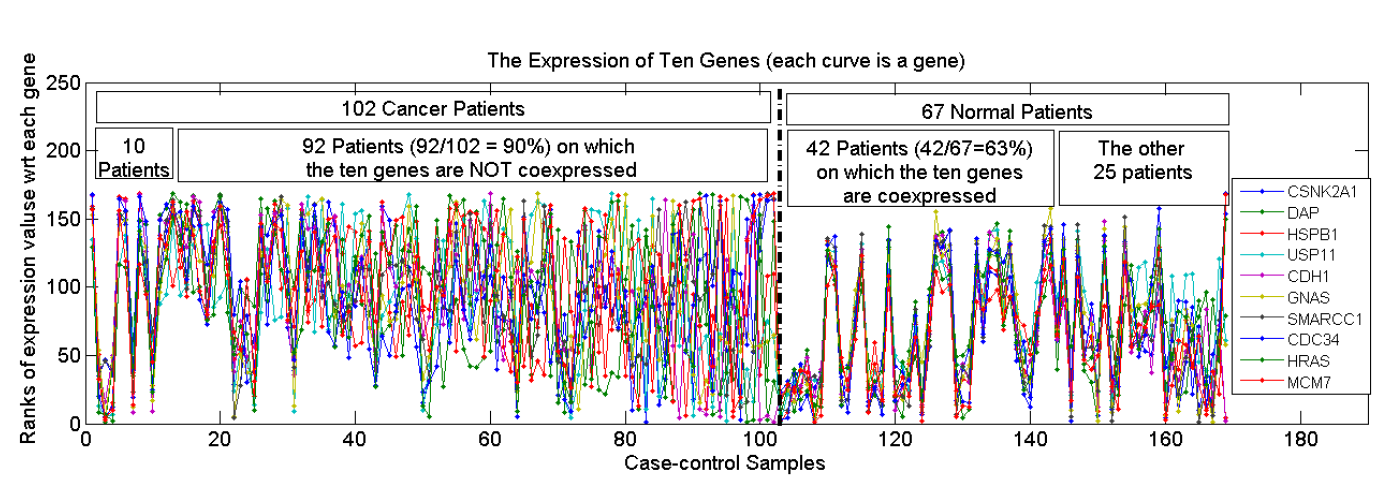 The Expression of Ten Genes (each curve is a gene)
Ranks of expression valuse wrt each gene
250
200
150
100
50
0
102 Cancer Patients
10
Patients
92 Patients (92/102 = 90%) on which
the ten genes are NOT coexpressed
67 Normal Patients
42 Patients (42/67=63%)
on which the ten genes
are coexpressed
The other
25 patients
CSNK2A1
DAP
HSPB1
USP11
CDH1
GNAS
SMARCC1
CDC34
HRAS
MCM7
0 20 40 60 80 100 120 140 160 180
Case-control Samples